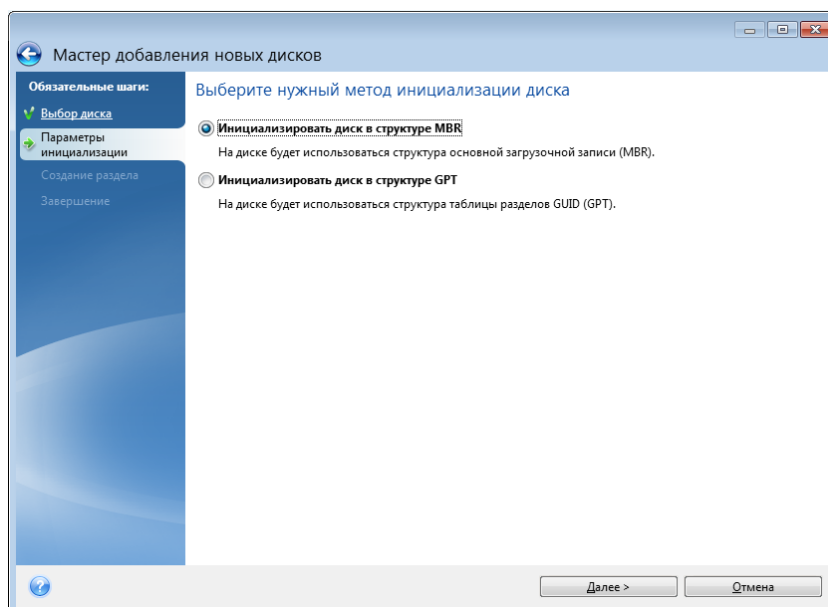 Мастер добавления новых дисков
Обязательные шаги:
Выбор диска
Параметры
инициализации
Создание раздела
Завершение
Выберите нужный метод инициализации диска
Инициализировать диск в структуре MBR
На диске будет использоваться структура основной загрузочной записи (MBR).
Инициализировать диск в структуре GPT
На диске будет использоваться структура таблицы разделов GUID (GPT).
Далее >
Отмена